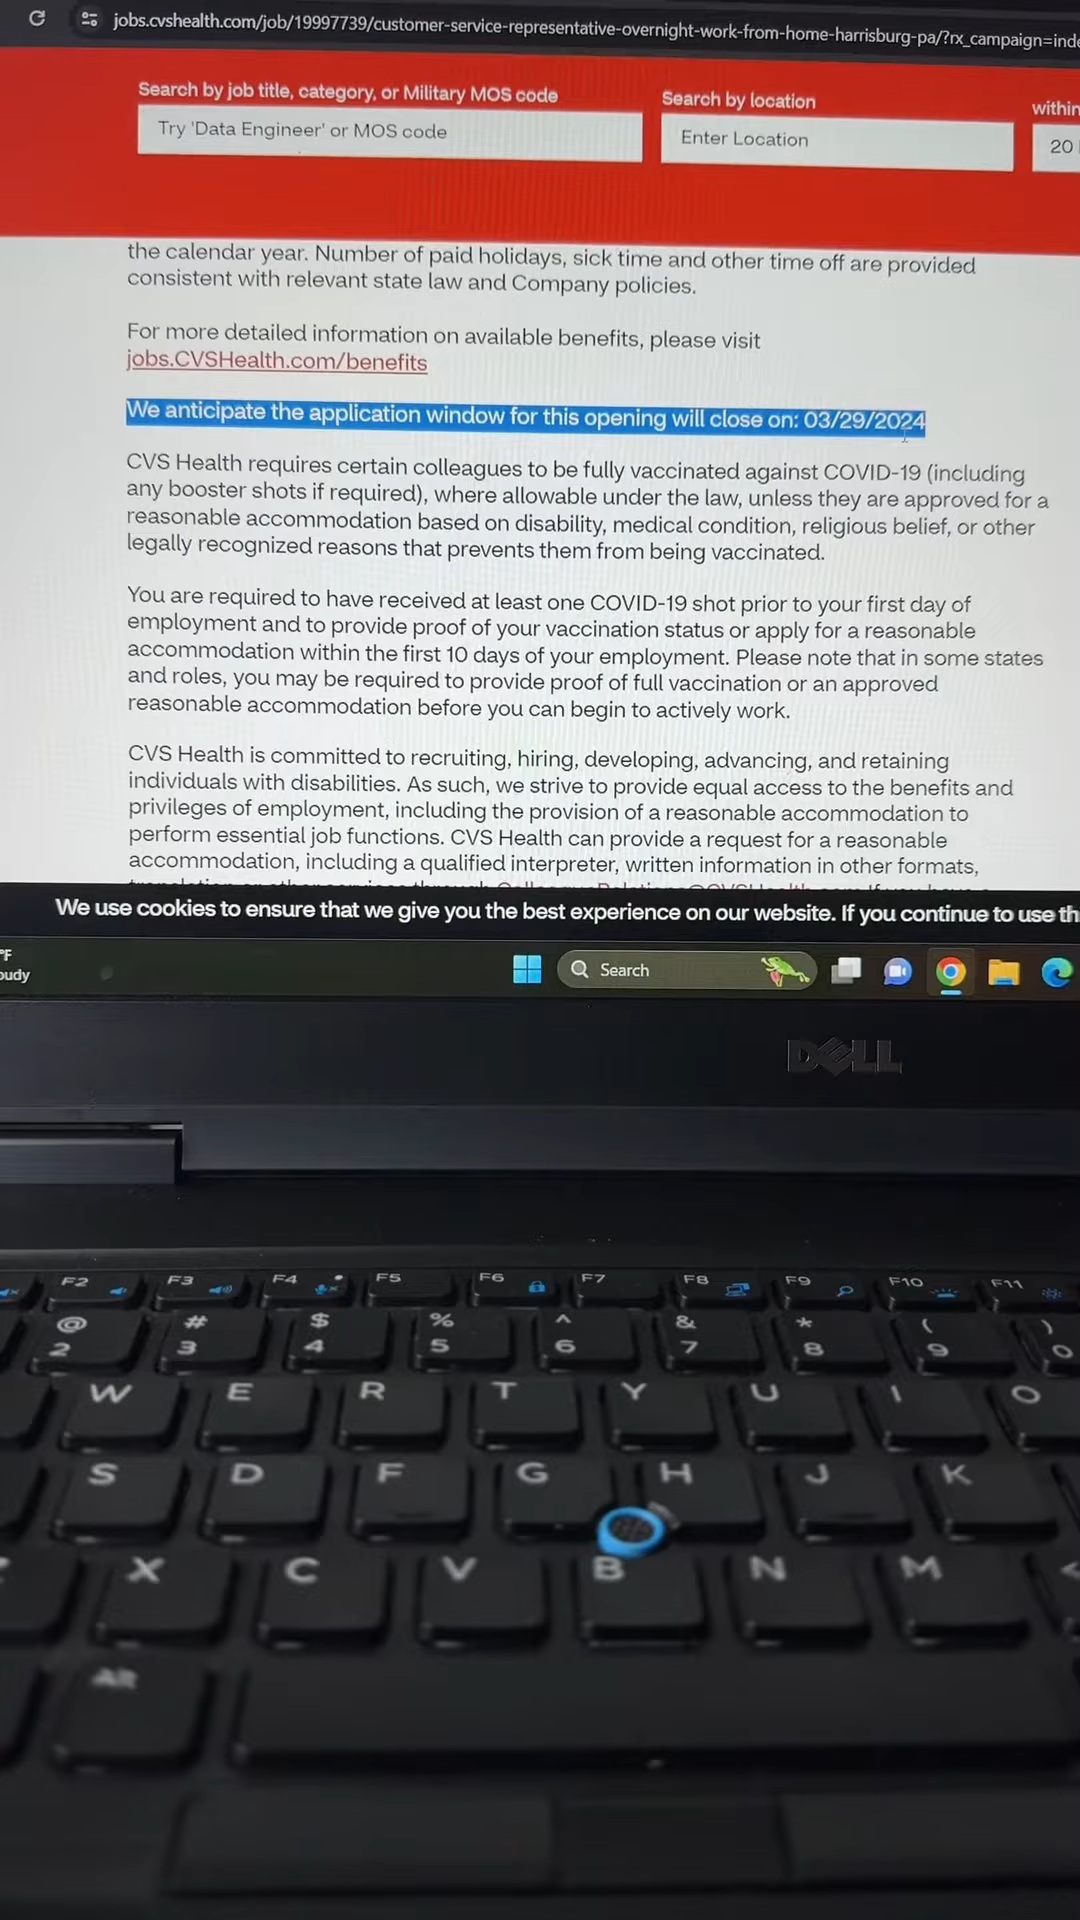 jobs.cvshealth.com/job/19997739/customer-service-representative-overnight-work-from-home-harrisburg-pa/?rx_campaign=inde
Search by job title, category, or Military MOS code
Search by location
within
Try 'Data Engineer' or MOS code
Enter Location
20
the calendar year. Number of paid holidays, sick time and other time off are provided
consistent with relevant state law and Company policies.
For more detailed information on available benefits, please visit
jobs.CVSHealth.com/benefits
We anticipate the application window for this opening will close on: 03/29/2024
CVS Health requires certain colleagues to be fully vaccinated against COVID-19 (including
any booster shots if required), where allowable under the law, unless they are approved for a
reasonable accommodation based on disability, medical condition, religious belief, or other
legally recognized reasons that prevents them from being vaccinated.
You are required to have received at least one COVID-19 shot prior to your first day of
employment and to provide proof of your vaccination status or apply for a reasonable
accommodation within the first 10 days of your employment. Please note that in some states
and roles, you may be required to provide proof of full vaccination or an approved
reasonable accommodation before you can begin to actively work.
CVS Health is committed to recruiting, hiring, developing, advancing, and retaining
individuals with disabilities. As such, we strive to provide equal access to the benefits and
privileges of employment, including the provision of a reasonable accommodation to
perform essential job functions. CVS Health can provide a request for a reasonable
accommodation, including a qualified interpreter, written information in other formats,
We use cookies to ensure that we give you the best experience on our website. If you continue to use th
°F
oudy
Search
DELL
F2 F3 F4 F5 F6 F7 F8 F9 F10 F11
@ # $ % ^ & * ( )
2 3 4 5 6 7 8 9 0
W E R T Y U I O
S D F G H J K
X C V B N M <
Alt